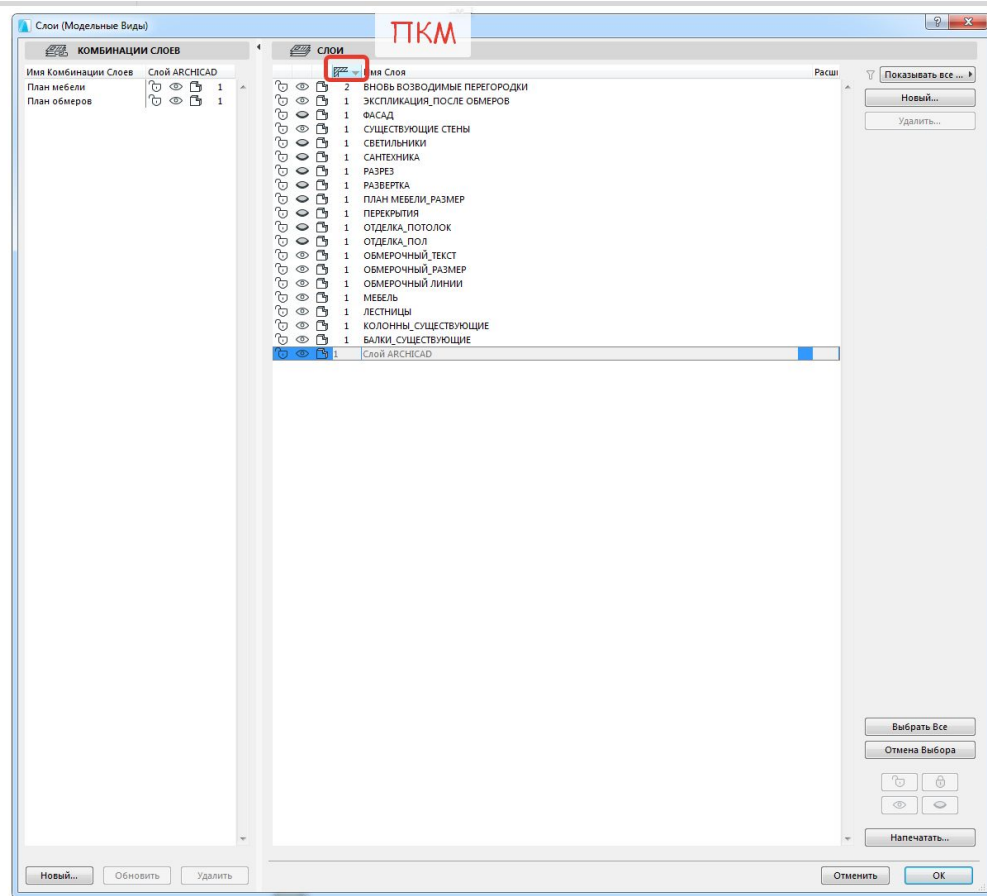 Слои (Модельные Виды)
ПКМ
КОМБИНАЦИИ СЛОЕВ
СЛОИ
Имя Комбинации Слоев Слой ARCHICAD
План мебели 1
План обмеров 1
Имя Слоя
2 ВНОВЬ ВОЗВОДИМЫЕ ПЕРЕГОРОДКИ
1 ЭКСПЛИКАЦИЯ_ПОСЛЕ ОБМЕРОВ
1 ФАСАД
1 СУЩЕСТВУЮЩИЕ СТЕНЫ
1 СВЕТИЛЬНИКИ
1 САНТЕХНИКА
1 РАЗРЕЗ
1 РАЗВЕРТКА
1 ПЛАН МЕБЕЛИ_РАЗМЕР
1 ПЕРЕКРЫТИЯ
1 ОТДЕЛКА_ПОТОЛОК
1 ОТДЕЛКА_ПОЛ
1 ОБМЕРОЧНЫЙ_ТЕКСТ
1 ОБМЕРОЧНЫЙ_РАЗМЕР
1 ОБМЕРОЧНЫЙ ЛИНИИ
1 МЕБЕЛЬ
1 ЛЕСТНИЦЫ
1 КОЛОННЫ_СУЩЕСТВУЮЩИЕ
1 БАЛКИ_СУЩЕСТВУЮЩИЕ
1 Слой ARCHICAD
Показывать все ...
Новый...
Удалить...
Выбрать Все
Отмена Выбора
Напечатать...
Новый... Обновить Удалить
Отменить OK